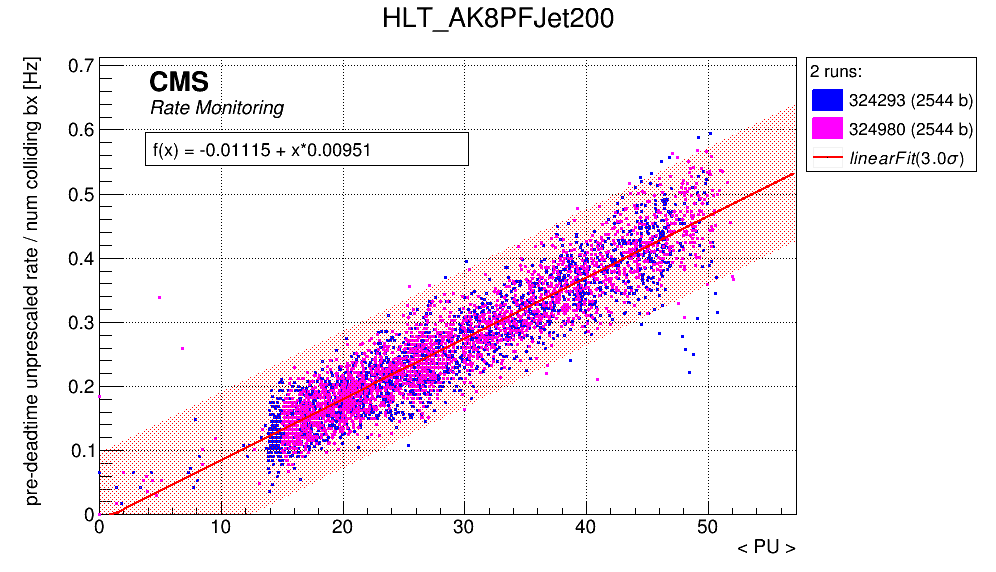 HLT_AK8PFJet200
pre-deadtime unprescaled rate / num colliding bx [Hz]
CMS
Rate Monitoring
f(x) = -0.01115 + x*0.00951
0.7
0.6
0.5
0.4
0.3
0.2
0.1
0
0 10 20 30 40 50
< PU >
2 runs:
324293 (2544 b)
324980 (2544 b)
linearFit(3.0σ)